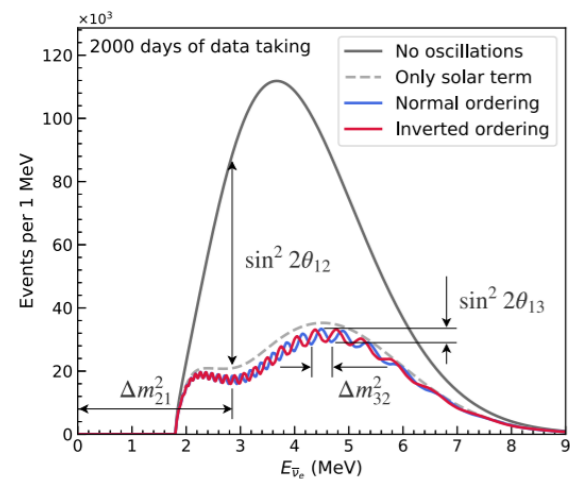 ×10³
2000 days of data taking
No oscillations
Only solar term
Normal ordering
Inverted ordering
Events per 1 MeV
120
100
80
60
40
20
0
sin² 2θ₁₂
sin² 2θ₁₃
Δm²₂₁
Δm²₃₂
0 1 2 3 4 5 6 7 8 9
E_ν̅ₑ (MeV)